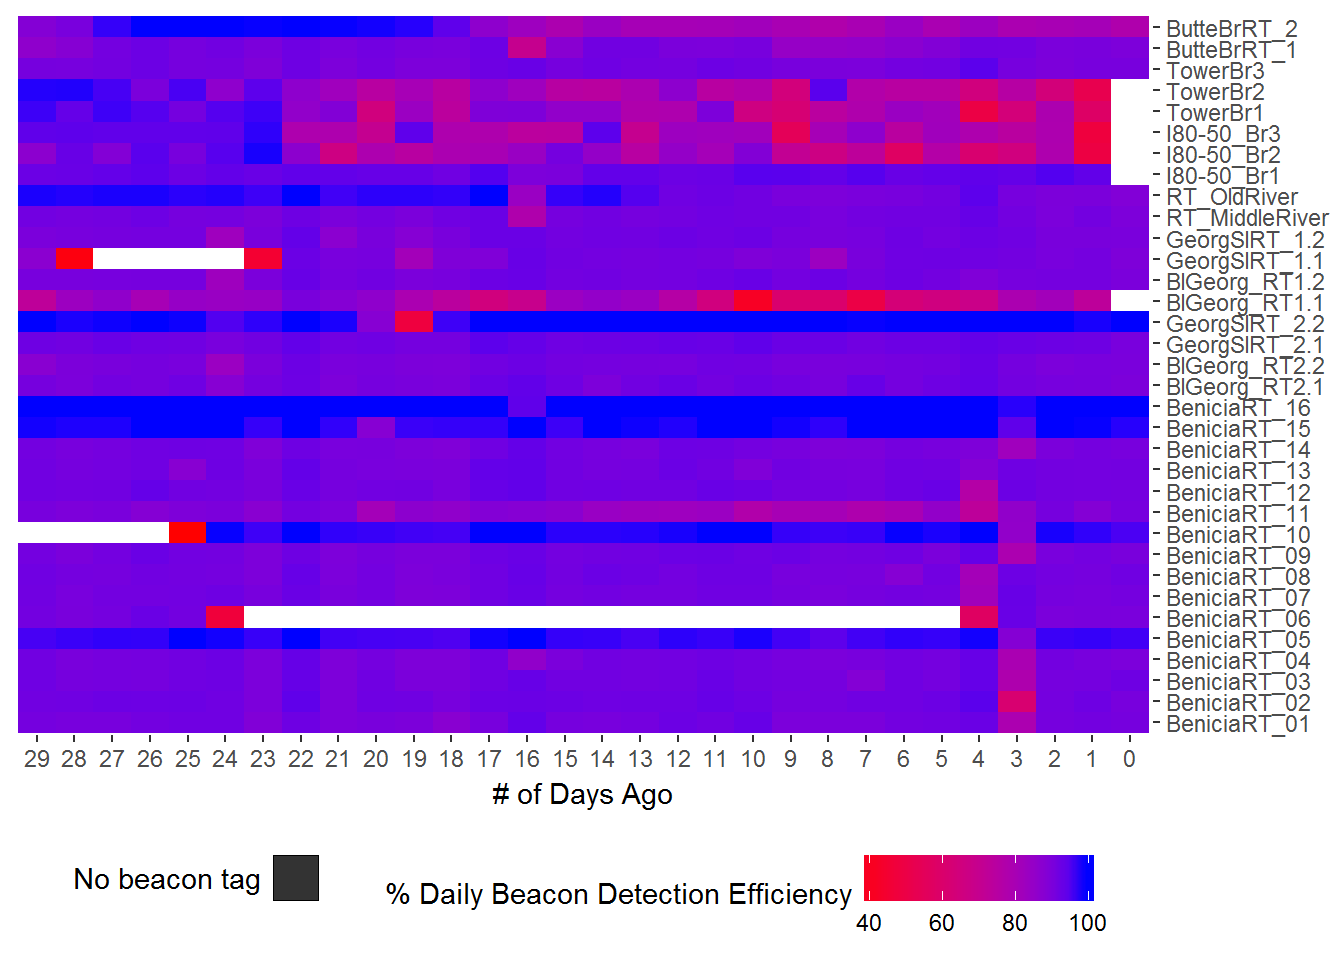 ButteBrRT_2
ButteBrRT_1
TowerBr3
TowerBr2
TowerBr1
I80-50_Br3
I80-50_Br2
I80-50_Br1
RT_OldRiver
RT_MiddleRiver
GeorgSlRT_1.2
GeorgSlRT_1.1
BlGeorg_RT1.2
BlGeorg_RT1.1
GeorgSlRT_2.2
GeorgSlRT_2.1
BlGeorg_RT2.2
BlGeorg_RT2.1
BeniciaRT_16
BeniciaRT_15
BeniciaRT_14
BeniciaRT_13
BeniciaRT_12
BeniciaRT_11
BeniciaRT_10
BeniciaRT_09
BeniciaRT_08
BeniciaRT_07
BeniciaRT_06
BeniciaRT_05
BeniciaRT_04
BeniciaRT_03
BeniciaRT_02
BeniciaRT_01
29 28 27 26 25 24 23 22 21 20 19 18 17 16 15 14 13 12 11 10 9 8 7 6 5 4 3 2 1 0
# of Days Ago
No beacon tag
% Daily Beacon Detection Efficiency
40 60 80 100